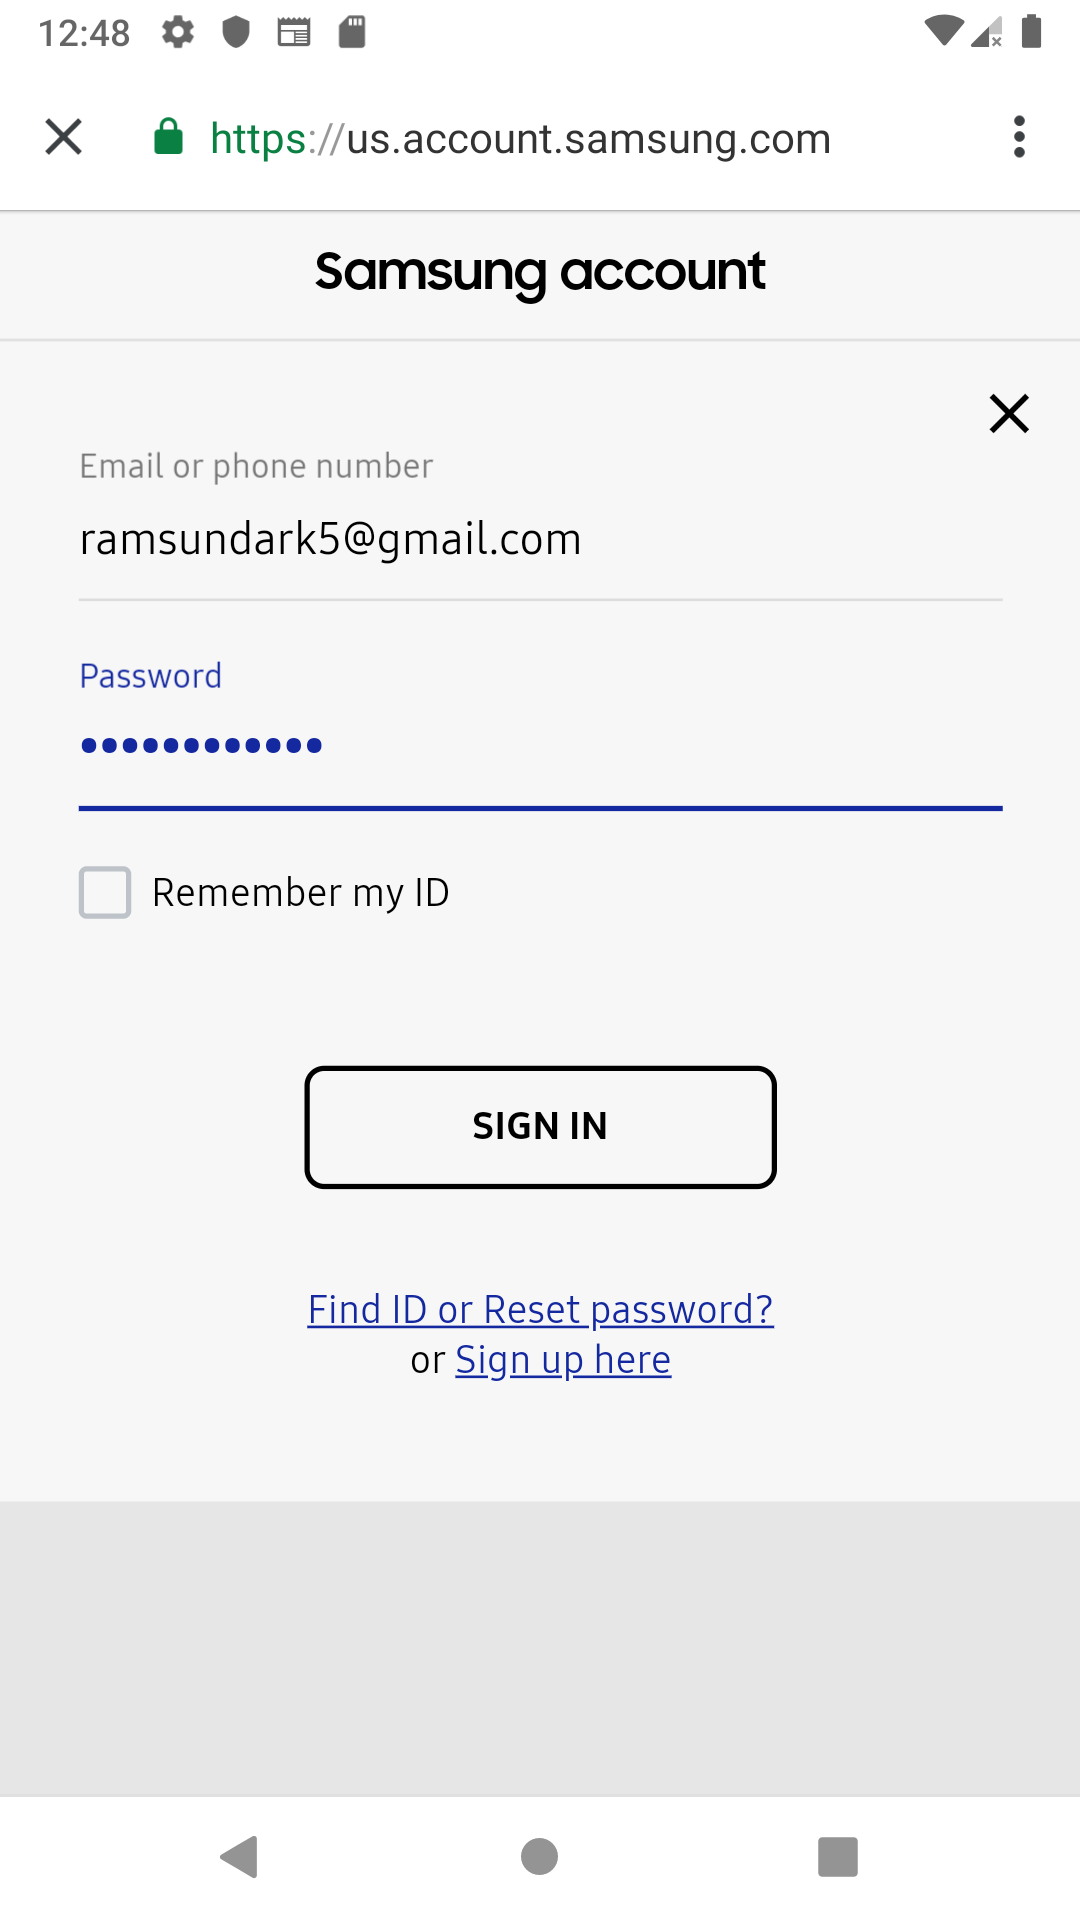 12:48
https://us.account.samsung.com
Samsung account
Email or phone number
ramsundark5@gmail.com
Password
••••••••••••
Remember my ID
SIGN IN
Find ID or Reset password?
or Sign up here